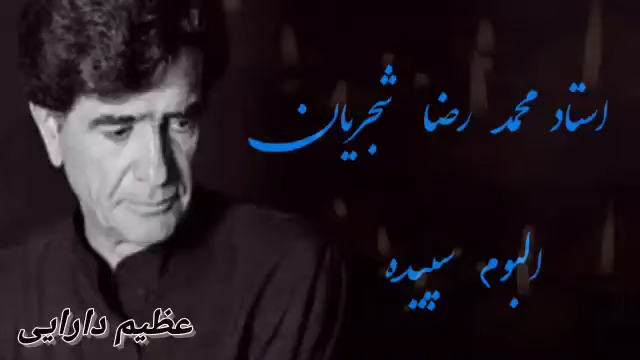 استاد محمد رضا شجریان
البوم سپیده
عظیم دارایی